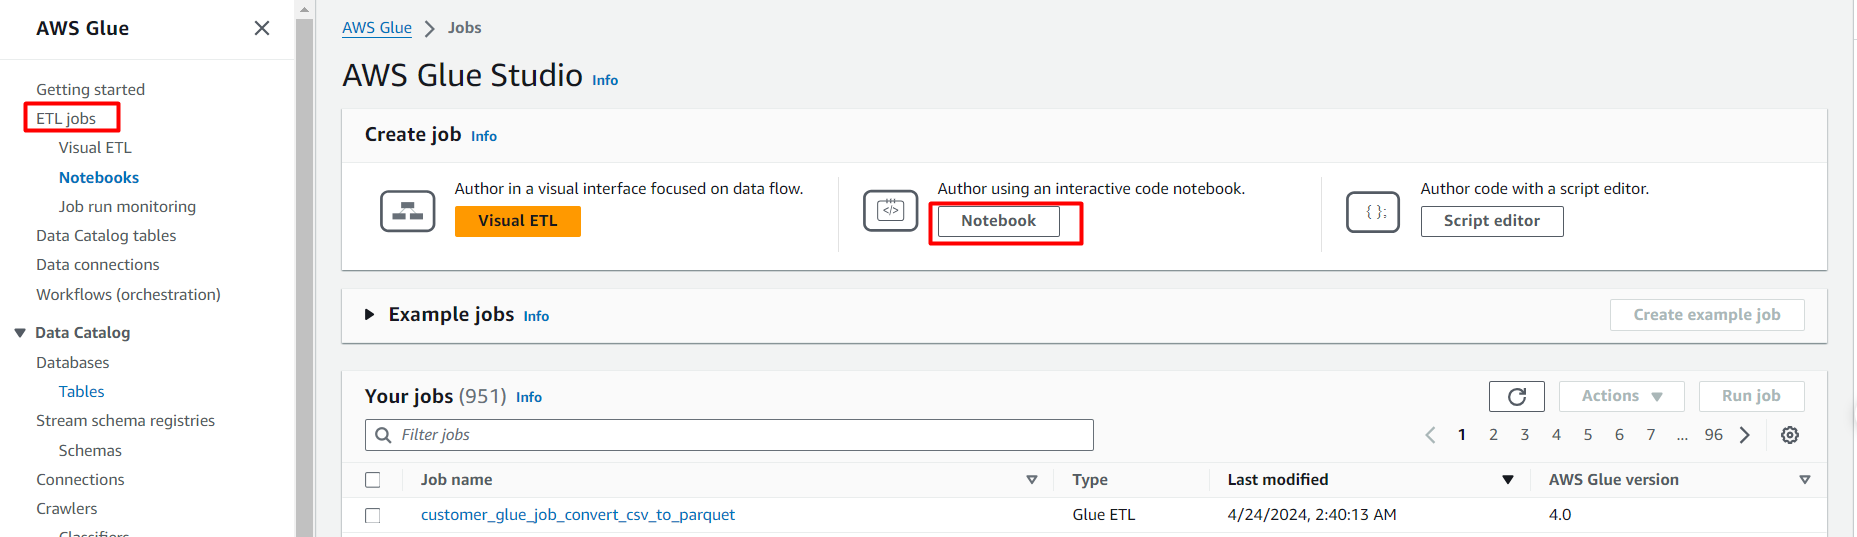 AWS Glue
Getting started
ETL jobs
Visual ETL
Notebooks
Job run monitoring
Data Catalog tables
Data connections
Workflows (orchestration)
Data Catalog
Databases
Tables
Stream schema registries
Schemas
Connections
Crawlers
Classifiers
AWS Glue > Jobs
AWS Glue Studio Info
Create job Info
Author in a visual interface focused on data flow.
Visual ETL
Author using an interactive code notebook.
Notebook
Author code with a script editor.
Script editor
Example jobs Info
Create example job
Your jobs (951) Info
Actions
Run job
Filter jobs
1 2 3 4 5 6 7 ... 96
Job name Type Last modified AWS Glue version
customer_glue_job_convert_csv_to_parquet Glue ETL 4/24/2024, 2:40:13 AM 4.0